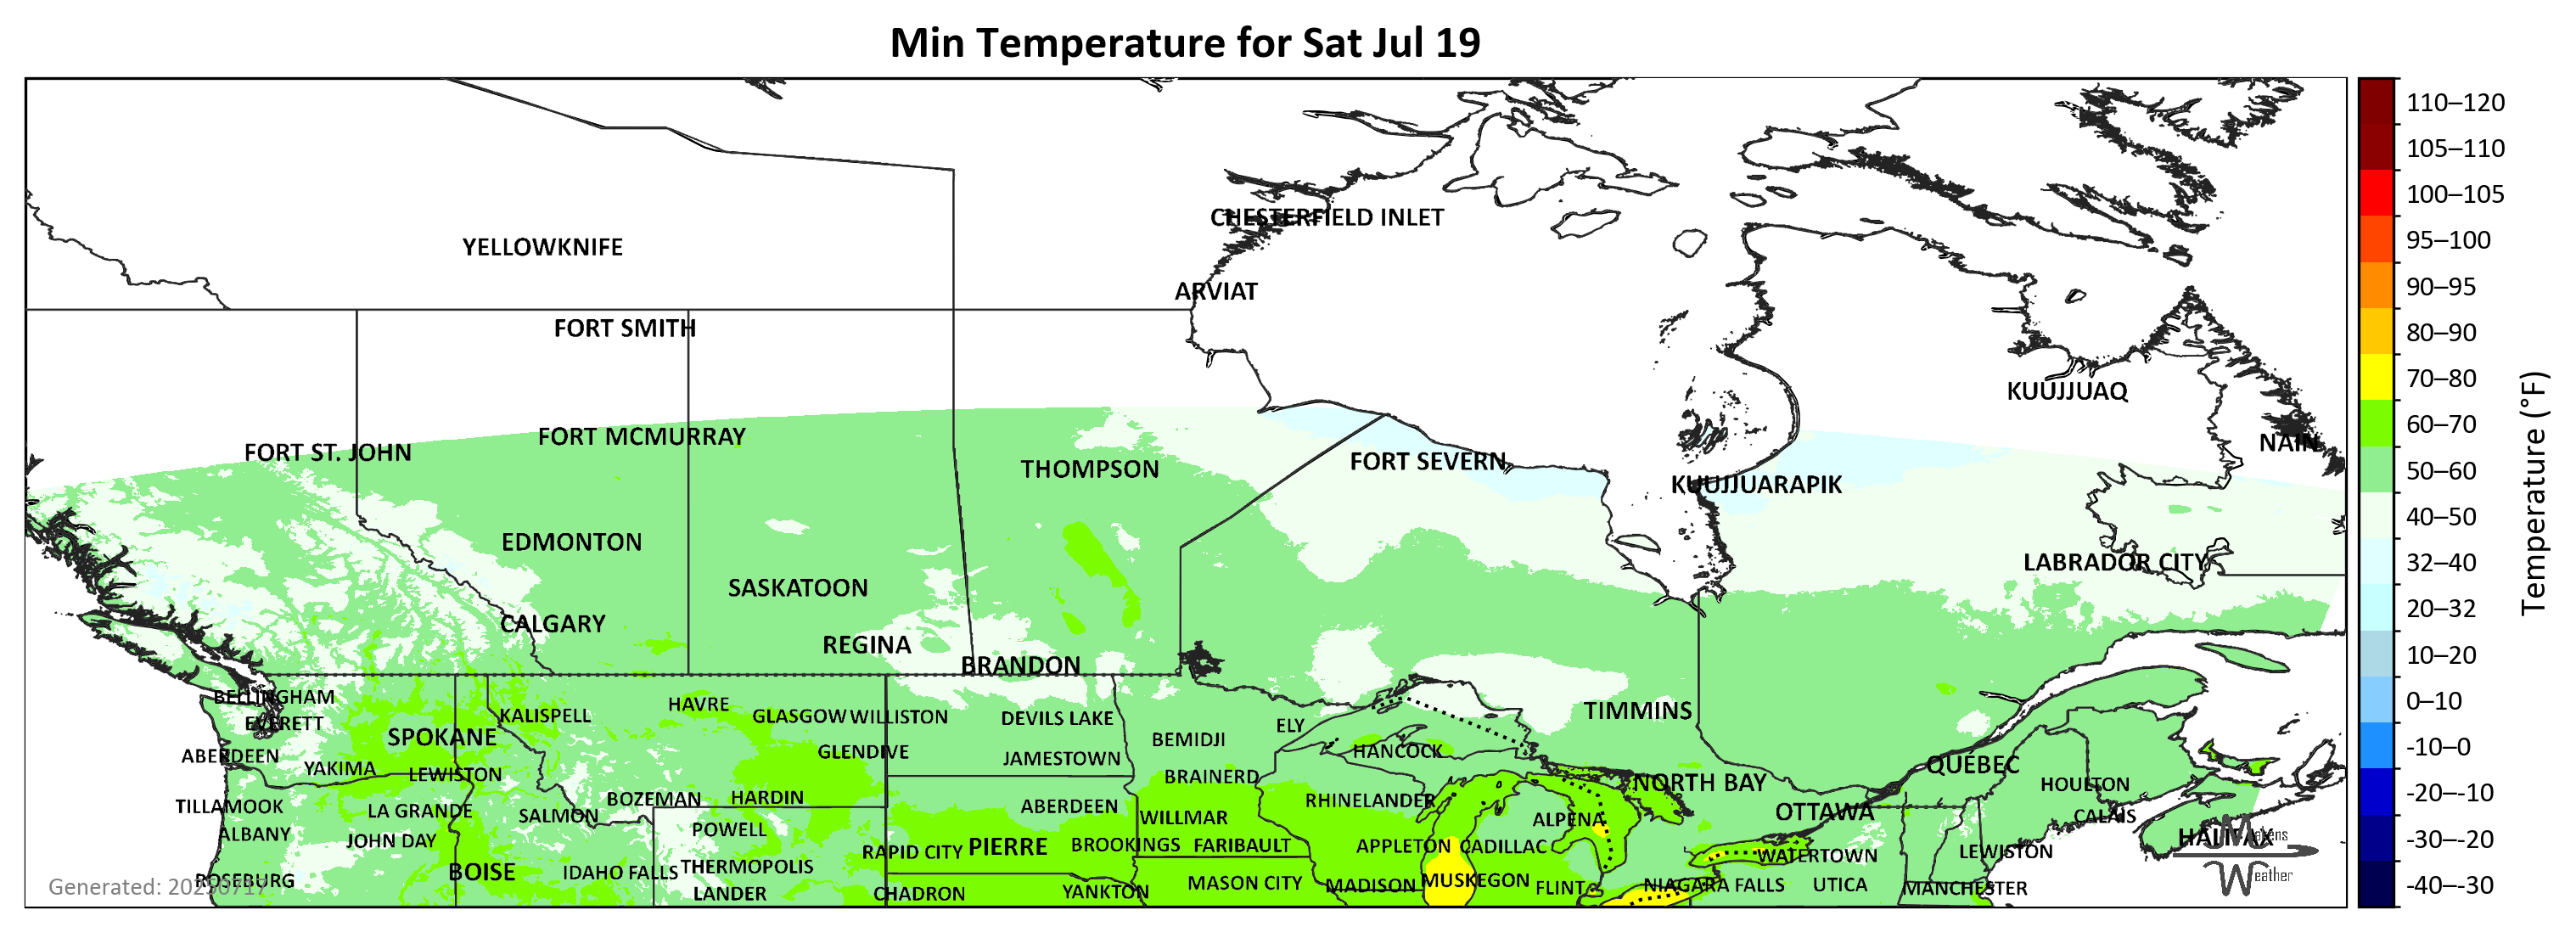 Min Temperature for Sat Jul 19
CHESTERFIELD INLET
YELLOWKNIFE
ARVIAT
FORT SMITH
KUUJJUAQ
FORT MCMURRAY
NAIN
FORT ST. JOHN
FORT SEVERN
THOMPSON
KUUJJUARAPIK
EDMONTON
LABRADOR CITY
SASKATOON
CALGARY
REGINA
BRANDON
BELLINGHAM
HAVRE
KALISPELL
GLASGOW
WILLISTON
DEVILS LAKE
TIMMINS
EVERETT
ELY
SPOKANE
BEMIDJI
HANCOCK
ABERDEEN
GLENDIVE
JAMESTOWN
QUÉBEC
YAKIMA
LEWISTON
BRAINERD
NORTH BAY
HOULTON
BOZEMAN
HARDIN
RHINELANDER
TILLAMOOK
LA GRANDE
SALMON
ABERDEEN
WILLMAR
ALPENA
OTTAWA
CALAIS
ALBANY
JOHN DAY
POWELL
HALIFAX
RAPID CITY
PIERRE
BROOKINGS
FARIBAULT
APPLETON
CADILLAC
WATERTOWN
LEWISTON
BOISE
IDAHO FALLS
THERMOPOLIS
ROSEBURG
MUSKEGON
LANDER
CHADRON
YANKTON
MASON CITY
MADISON
FLINT
NIAGARA FALLS
UTICA
MANCHESTER
Generated: 20250717
Makens
Weather
110–120
105–110
100–105
95–100
90–95
80–90
70–80
60–70
50–60
40–50
32–40
20–32
10–20
0–10
-10–0
-20–-10
-30–-20
-40–-30
Temperature (°F)